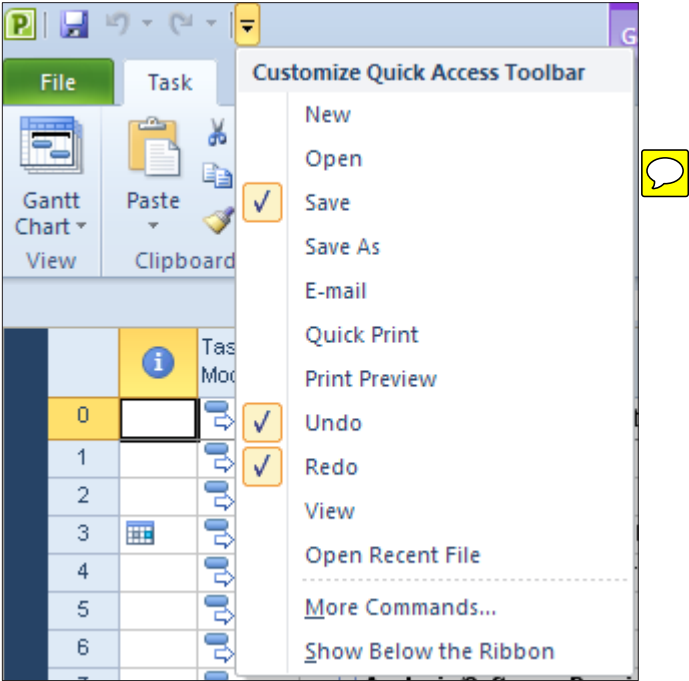 P
G
File
Task
Customize Quick Access Toolbar
New
Open
Save
Save As
E-mail
Quick Print
Print Preview
Undo
Redo
View
Open Recent File
More Commands...
Show Below the Ribbon
Gantt
Chart
Paste
View
Clipboard
Tas
Mod
0
1
2
3
4
5
6